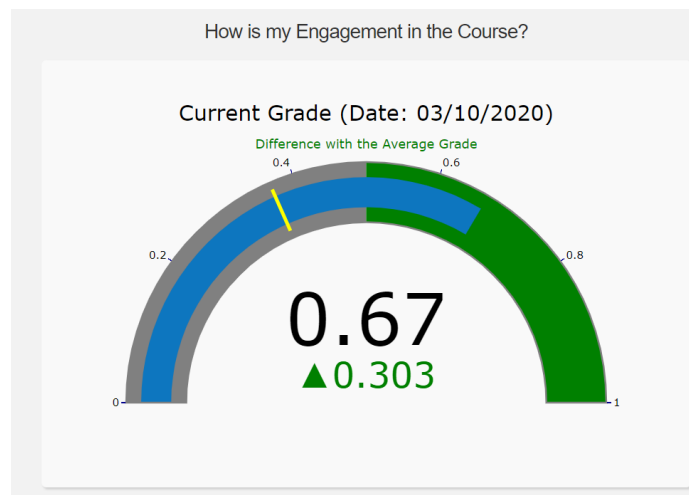 How is my Engagement in the Course?
Current Grade (Date: 03/10/2020)
Difference with the Average Grade
0.4
0.6
0.2
0.8
0.67
▲0.303
0
1